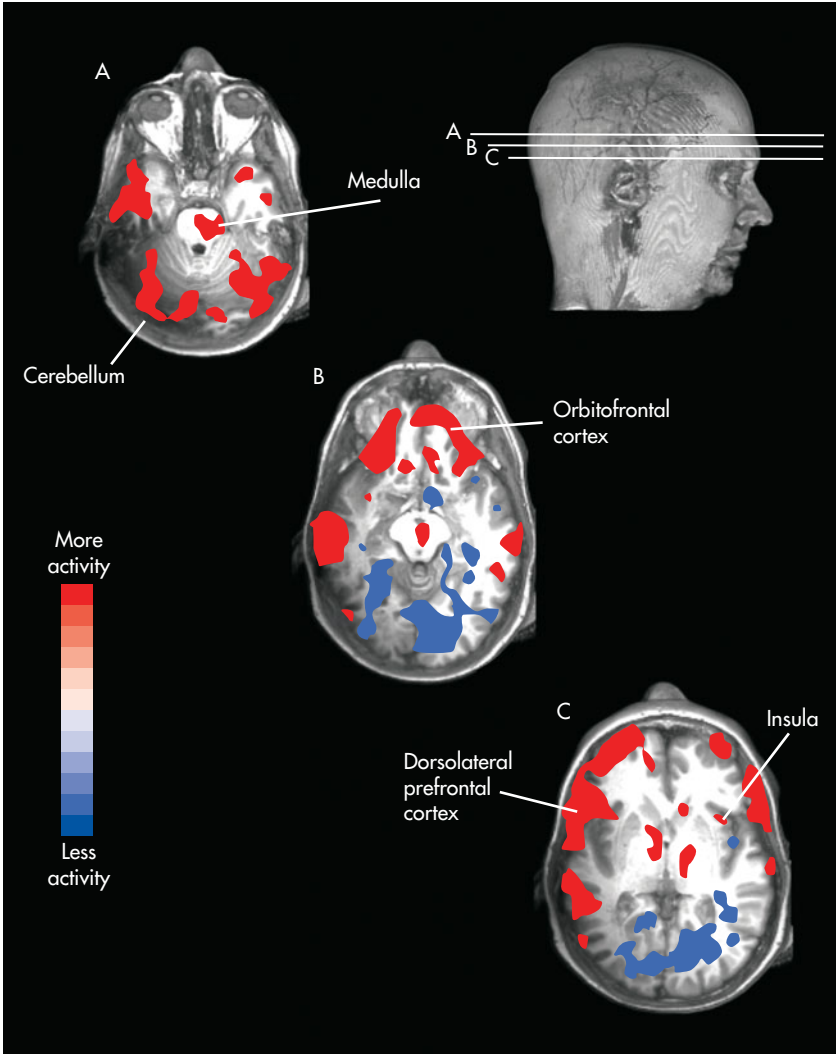 A
Medulla
Cerebellum
A
B
C
B
Orbitofrontal
cortex
More
activity
Less
activity
C
Insula
Dorsolateral
prefrontal
cortex